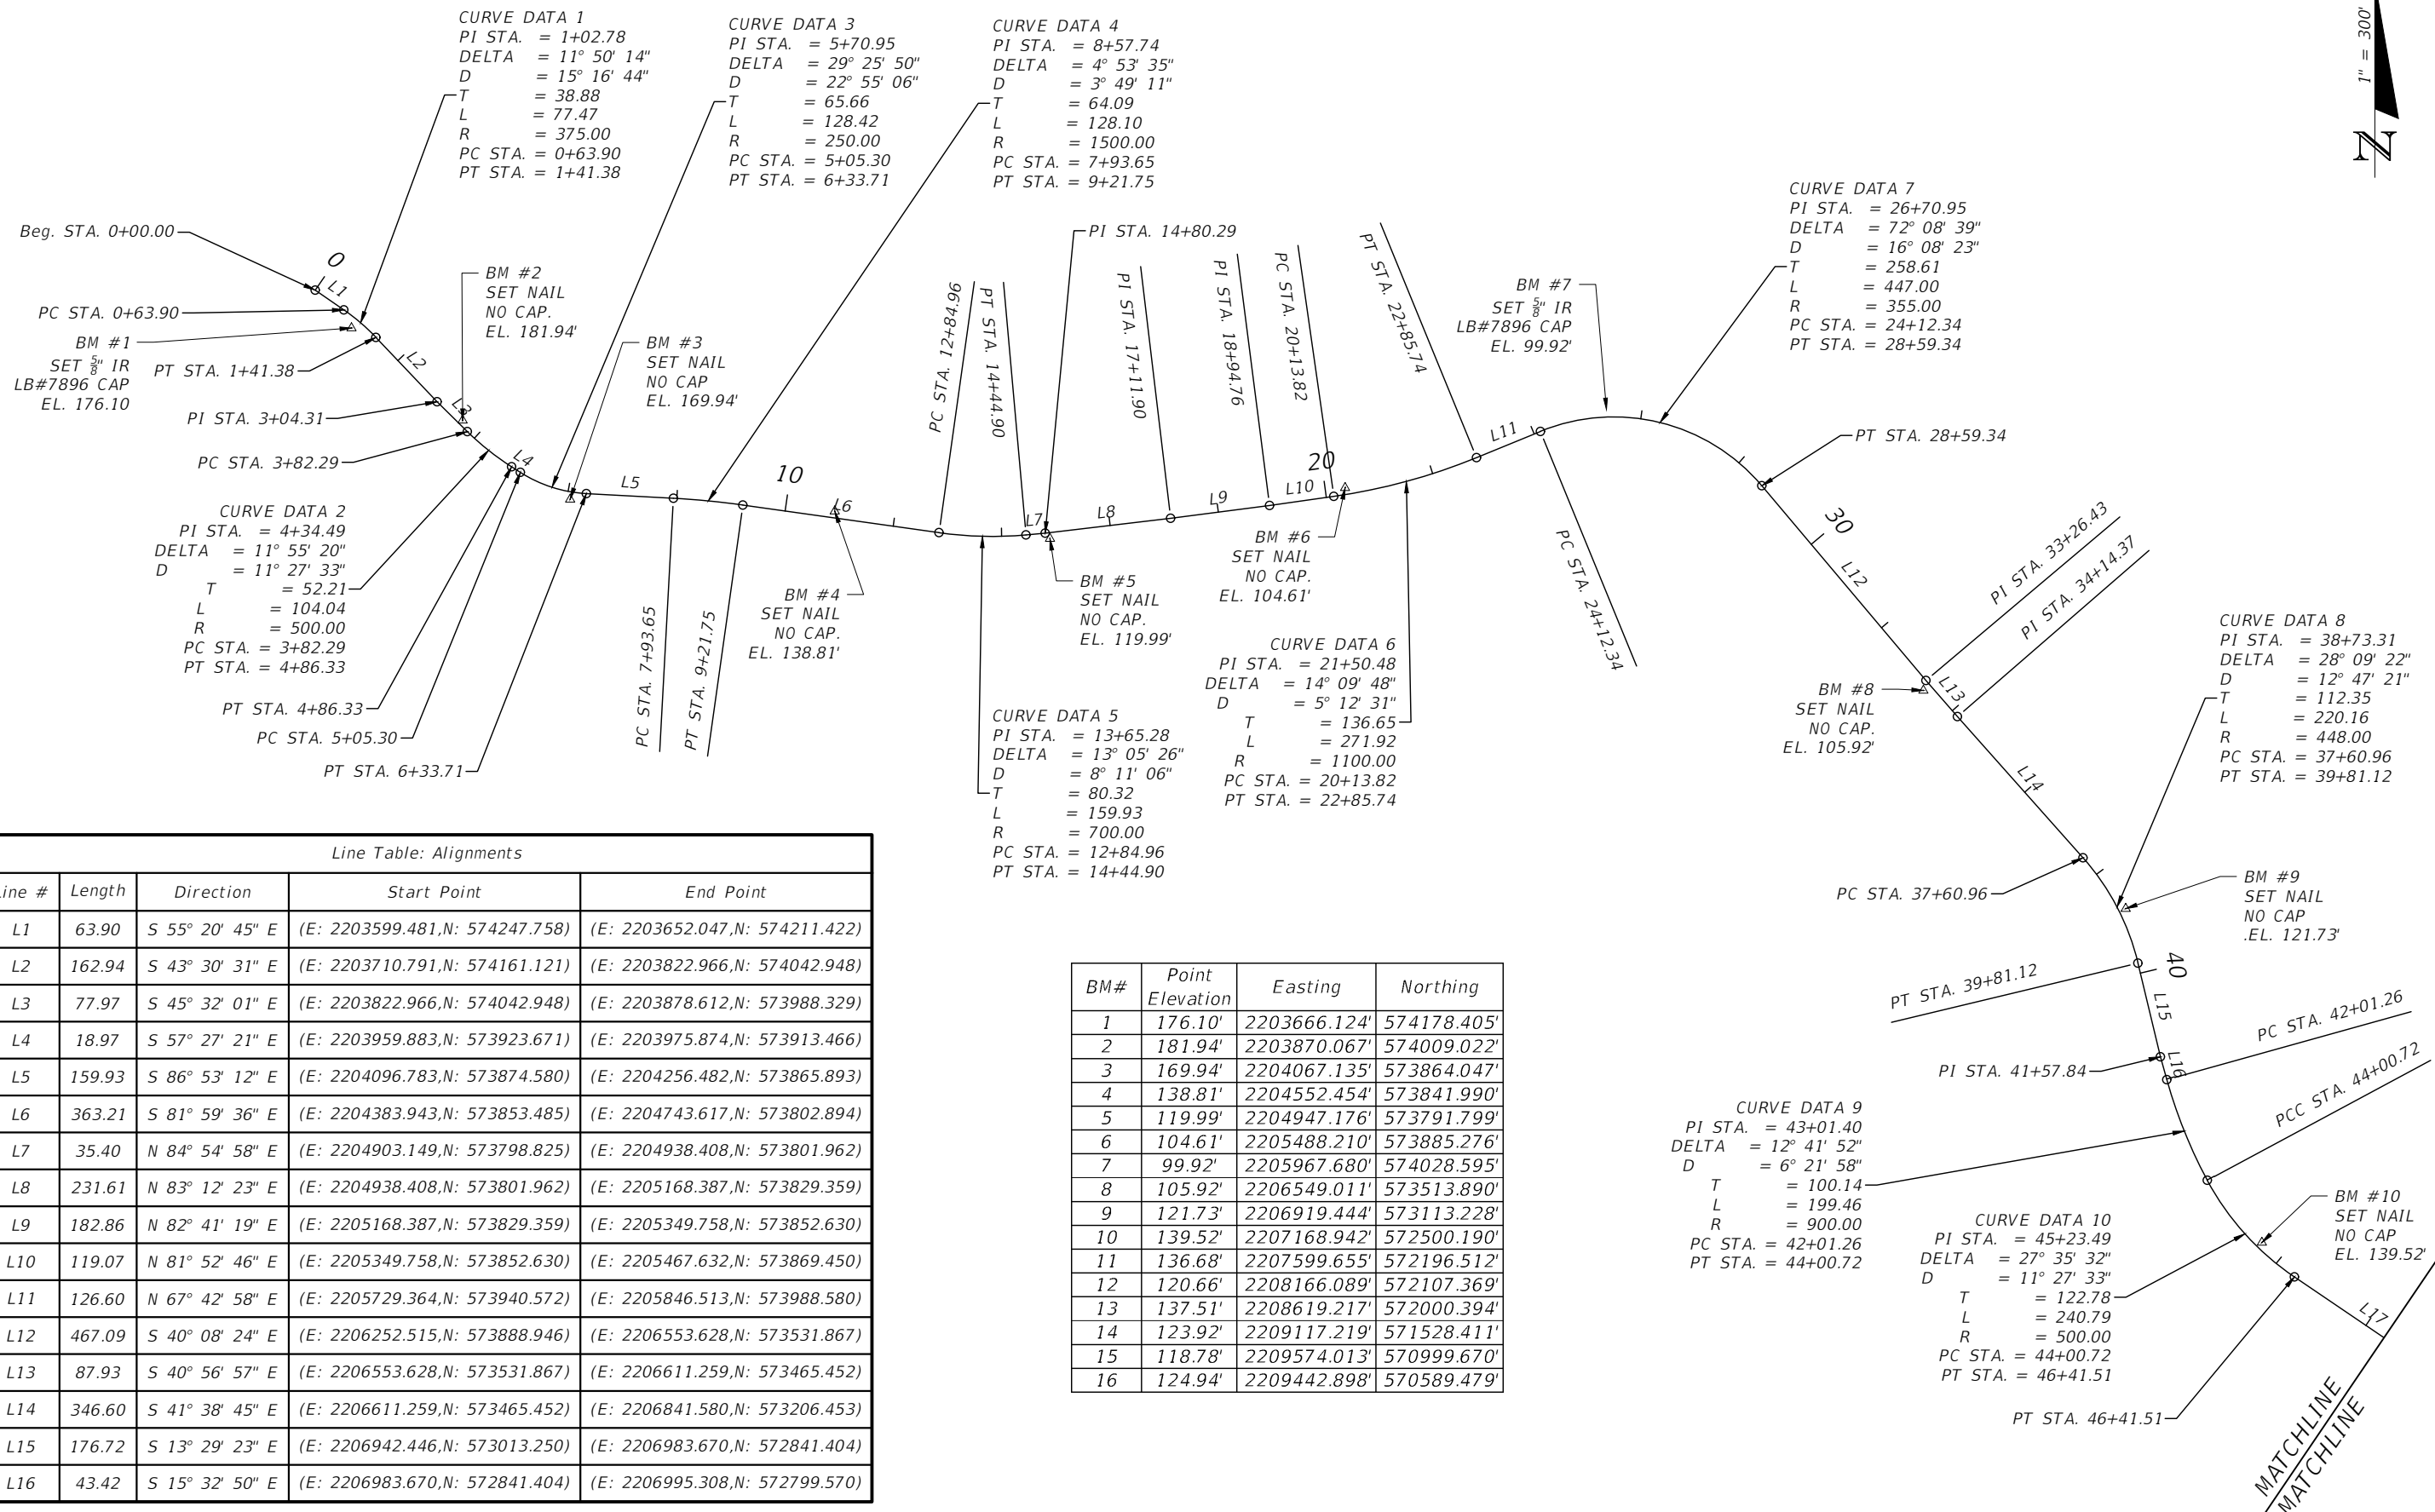 CURVE DATA 1
PI STA. = 1+02.78
DELTA = 11° 50' 14"
D = 15° 16' 44"
T = 38.88
L = 77.47
R = 375.00
PC STA. = 0+63.90
PT STA. = 1+41.38
CURVE DATA 3
PI STA. = 5+70.95
DELTA = 29° 25' 50"
D = 22° 55' 06"
T = 65.66
L = 128.42
R = 250.00
PC STA. = 5+05.30
PT STA. = 6+33.71
CURVE DATA 4
PI STA. = 8+57.74
DELTA = 4° 53' 35"
D = 3° 49' 11"
T = 64.09
L = 128.10
R = 1500.00
PC STA. = 7+93.65
PT STA. = 9+21.75
1" = 300'
N
CURVE DATA 7
PI STA. = 26+70.95
DELTA = 72° 08' 39"
D = 16° 08' 23"
T = 258.61
L = 447.00
R = 355.00
PC STA. = 24+12.34
PT STA. = 28+59.34
Beg. STA. 0+00.00
0
L1
PC STA. 0+63.90
BM #1
SET 5/8" IR
LB#7896 CAP
EL. 176.10
PT STA. 1+41.38
L2
BM #2
SET NAIL
NO CAP.
EL. 181.94'
PI STA. 3+04.31
L3
PC STA. 3+82.29
L4
BM #3
SET NAIL
NO CAP
EL. 169.94'
L5
10
L6
PC STA. 12+84.96
PT STA. 14+44.90
PI STA. 14+80.29
PI STA. 17+11.90
PI STA. 18+94.76
PC STA. 20+13.82
PT STA. 22+85.74
L7
L8
L9
L10
20
L11
BM #7
SET 5/8" IR
LB#7896 CAP
EL. 99.92'
PT STA. 28+59.34
30
L12
PI STA. 33+26.43
PI STA. 34+14.37
L13
L14
CURVE DATA 2
PI STA. = 4+34.49
DELTA = 11° 55' 20"
D = 11° 27' 33"
T = 52.21
L = 104.04
R = 500.00
PC STA. = 3+82.29
PT STA. = 4+86.33
PT STA. 4+86.33
PC STA. 5+05.30
PT STA. 6+33.71
PC STA. 7+93.65
PT STA. 9+21.75
BM #4
SET NAIL
NO CAP.
EL. 138.81'
BM #5
SET NAIL
NO CAP.
EL. 119.99'
BM #6
SET NAIL
NO CAP.
EL. 104.61'
PC STA. 24+12.34
CURVE DATA 5
PI STA. = 13+65.28
DELTA = 13° 05' 26"
D = 8° 11' 06"
T = 80.32
L = 159.93
R = 700.00
PC STA. = 12+84.96
PT STA. = 14+44.90
CURVE DATA 6
PI STA. = 21+50.48
DELTA = 14° 09' 48"
D = 5° 12' 31"
T = 136.65
L = 271.92
R = 1100.00
PC STA. = 20+13.82
PT STA. = 22+85.74
BM #8
SET NAIL
NO CAP.
EL. 105.92'
CURVE DATA 8
PI STA. = 38+73.31
DELTA = 28° 09' 22"
D = 12° 47' 21"
T = 112.35
L = 220.16
R = 448.00
PC STA. = 37+60.96
PT STA. = 39+81.12
PC STA. 37+60.96
BM #9
SET NAIL
NO CAP
.EL. 121.73'
PT STA. 39+81.12
40
L15
PC STA. 42+01.26
PI STA. 41+57.84
L16
PCC STA. 44+00.72
CURVE DATA 9
PI STA. = 43+01.40
DELTA = 12° 41' 52"
D = 6° 21' 58"
T = 100.14
L = 199.46
R = 900.00
PC STA. = 42+01.26
PT STA. = 44+00.72
BM #10
SET NAIL
NO CAP
EL. 139.52'
CURVE DATA 10
PI STA. = 45+23.49
DELTA = 27° 35' 32"
D = 11° 27' 33"
T = 122.78
L = 240.79
R = 500.00
PC STA. = 44+00.72
PT STA. = 46+41.51
L17
PT STA. 46+41.51
MATCHLINE
MATCHLINE
Line Table: Alignments
ine # Length Direction Start Point End Point
L1 63.90 S 55° 20' 45" E (E: 2203599.481,N: 574247.758) (E: 2203652.047,N: 574211.422)
L2 162.94 S 43° 30' 31" E (E: 2203710.791,N: 574161.121) (E: 2203822.966,N: 574042.948)
L3 77.97 S 45° 32' 01" E (E: 2203822.966,N: 574042.948) (E: 2203878.612,N: 573988.329)
L4 18.97 S 57° 27' 21" E (E: 2203959.883,N: 573923.671) (E: 2203975.874,N: 573913.466)
L5 159.93 S 86° 53' 12" E (E: 2204096.783,N: 573874.580) (E: 2204256.482,N: 573865.893)
L6 363.21 S 81° 59' 36" E (E: 2204383.943,N: 573853.485) (E: 2204743.617,N: 573802.894)
L7 35.40 N 84° 54' 58" E (E: 2204903.149,N: 573798.825) (E: 2204938.408,N: 573801.962)
L8 231.61 N 83° 12' 23" E (E: 2204938.408,N: 573801.962) (E: 2205168.387,N: 573829.359)
L9 182.86 N 82° 41' 19" E (E: 2205168.387,N: 573829.359) (E: 2205349.758,N: 573852.630)
L10 119.07 N 81° 52' 46" E (E: 2205349.758,N: 573852.630) (E: 2205467.632,N: 573869.450)
L11 126.60 N 67° 42' 58" E (E: 2205729.364,N: 573940.572) (E: 2205846.513,N: 573988.580)
L12 467.09 S 40° 08' 24" E (E: 2206252.515,N: 573888.946) (E: 2206553.628,N: 573531.867)
L13 87.93 S 40° 56' 57" E (E: 2206553.628,N: 573531.867) (E: 2206611.259,N: 573465.452)
L14 346.60 S 41° 38' 45" E (E: 2206611.259,N: 573465.452) (E: 2206841.580,N: 573206.453)
L15 176.72 S 13° 29' 23" E (E: 2206942.446,N: 573013.250) (E: 2206983.670,N: 572841.404)
L16 43.42 S 15° 32' 50" E (E: 2206983.670,N: 572841.404) (E: 2206995.308,N: 572799.570)
BM# Point Elevation Easting Northing
1 176.10' 2203666.124' 574178.405'
2 181.94' 2203870.067' 574009.022'
3 169.94' 2204067.135' 573864.047'
4 138.81' 2204552.454' 573841.990'
5 119.99' 2204947.176' 573791.799'
6 104.61' 2205488.210' 573885.276'
7 99.92' 2205967.680' 574028.595'
8 105.92' 2206549.011' 573513.890'
9 121.73' 2206919.444' 573113.228'
10 139.52' 2207168.942' 572500.190'
11 136.68' 2207599.655' 572196.512'
12 120.66' 2208166.089' 572107.369'
13 137.51' 2208619.217' 572000.394'
14 123.92' 2209117.219' 571528.411'
15 118.78' 2209574.013' 570999.670'
16 124.94' 2209442.898' 570589.479'